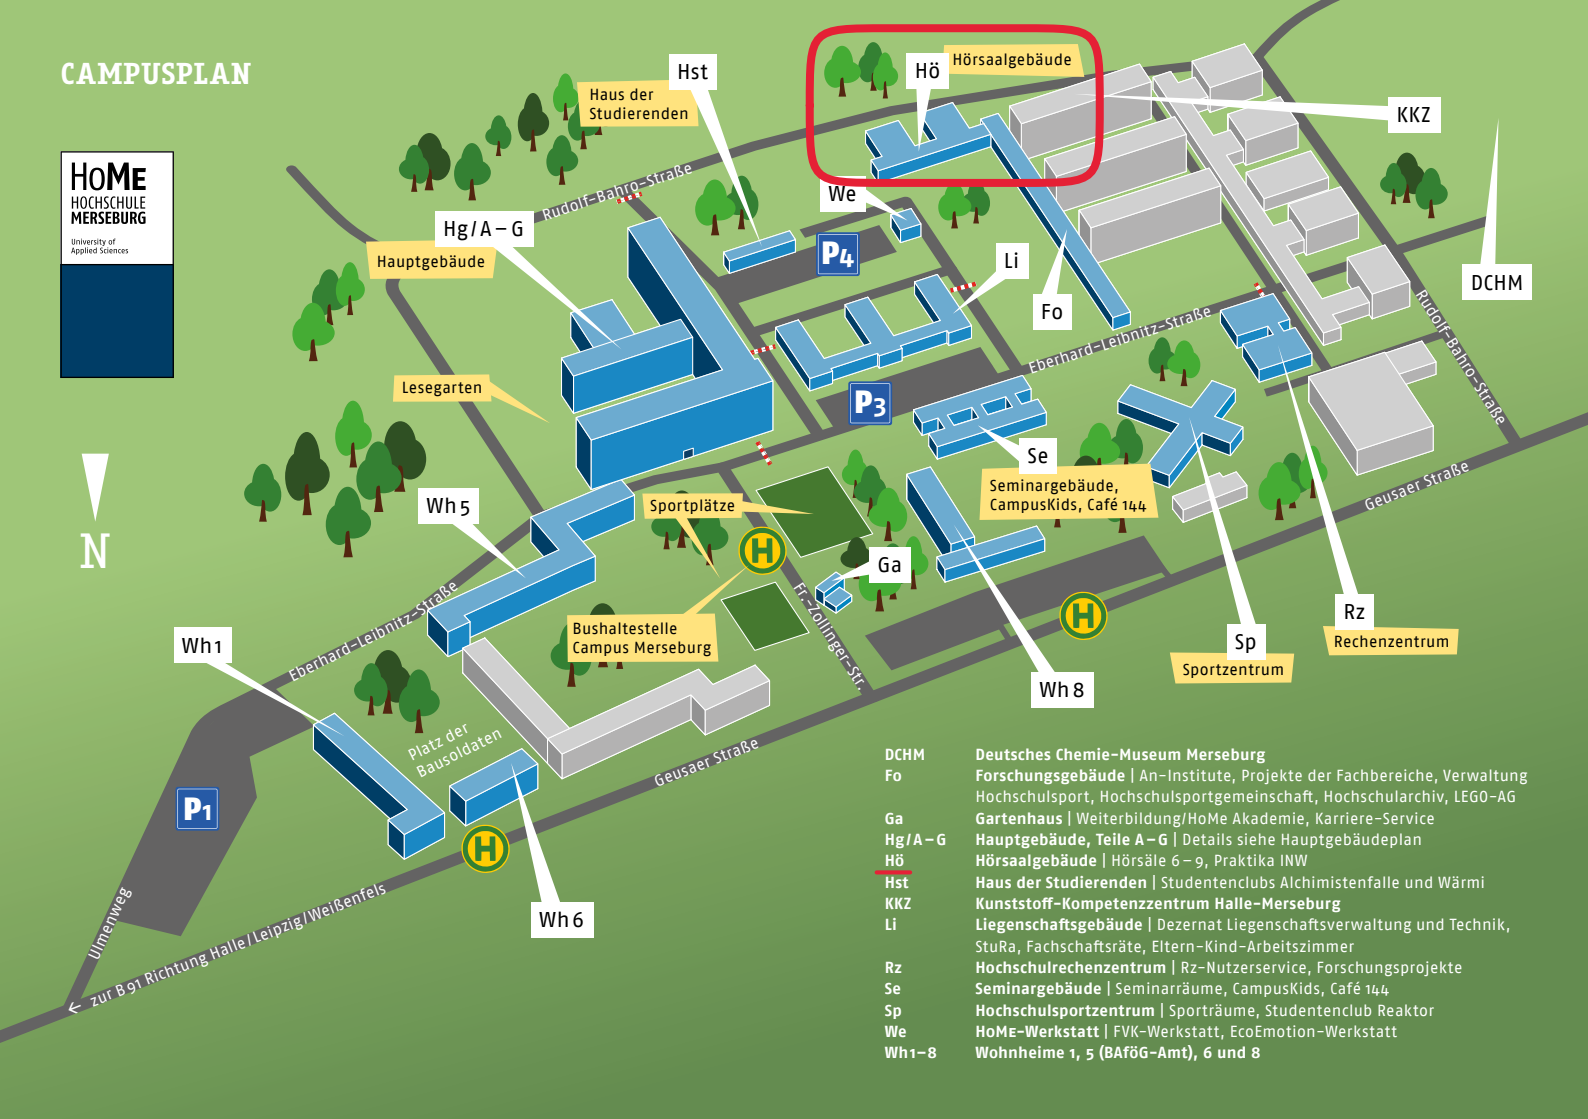 CAMPUSPLAN
HoMe
HOCHSCHULE
MERSEBURG
University of
Applied Sciences
N
Hst
Haus der
Studierenden
Hö
Hörsaalgebäude
KKZ
Rudolf-Bahro-Straße
We
Hg/A–G
Hauptgebäude
P4
Li
DCHM
Fo
Rudolf-Bahro-Straße
Eberhard-Leibnitz-Straße
Lesegarten
P3
Se
Seminargebäude,
CampusKids, Café 144
Geusaer Straße
Wh 5
Sportplätze
H
Ga
Fr.-Zollinger-Str.
H
Rz
Rechenzentrum
Sp
Sportzentrum
Bushaltestelle
Campus Merseburg
Eberhard-Leibnitz-Straße
Wh 1
Wh 8
Platz der
Bausoldaten
Geusaer Straße
P1
H
Wh 6
Ulmenweg
← zur B 91 Richtung Halle/Leipzig/Weißenfels
DCHM Deutsches Chemie-Museum Merseburg
Fo Forschungsgebäude | An-Institute, Projekte der Fachbereiche, Verwaltung
Hochschulsport, Hochschulsportgemeinschaft, Hochschularchiv, LEGO-AG
Ga Gartenhaus | Weiterbildung/HoMe Akademie, Karriere-Service
Hg/A–G Hauptgebäude, Teile A–G | Details siehe Hauptgebäudeplan
Hö Hörsaalgebäude | Hörsäle 6–9, Praktika INW
Hst Haus der Studierenden | Studentenclubs Alchimistenfalle und Wärmi
KKZ Kunststoff-Kompetenzzentrum Halle-Merseburg
Li Liegenschaftsgebäude | Dezernat Liegenschaftsverwaltung und Technik,
StuRa, Fachschaftsräte, Eltern-Kind-Arbeitszimmer
Rz Hochschulrechenzentrum | Rz-Nutzerservice, Forschungsprojekte
Se Seminargebäude | Seminarräume, CampusKids, Café 144
Sp Hochschulsportzentrum | Sporträume, Studentenclub Reaktor
We HoMe-Werkstatt | FVK-Werkstatt, EcoEmotion-Werkstatt
Wh1–8 Wohnheime 1, 5 (BAföG-Amt), 6 und 8